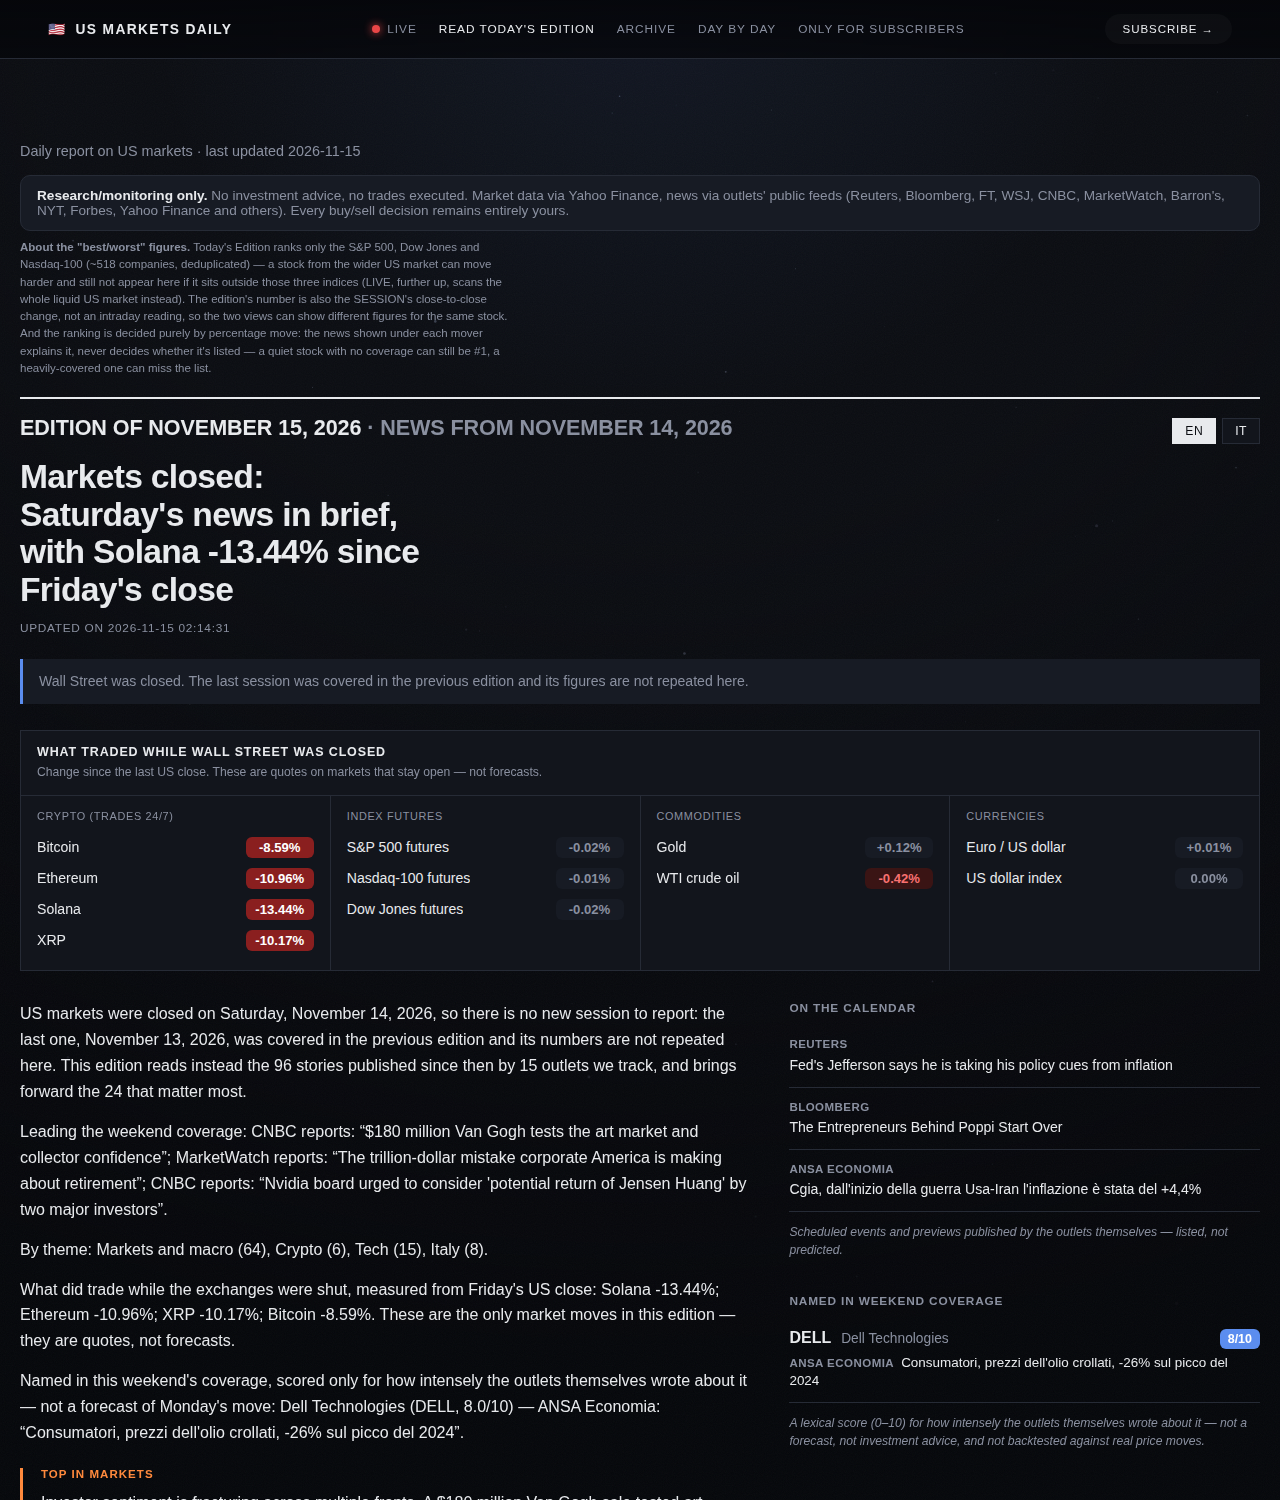 US MARKETS DAILY
LIVE
READ TODAY'S EDITION
ARCHIVE
DAY BY DAY
ONLY FOR SUBSCRIBERS
SUBSCRIBE →
Daily report on US markets · last updated 2026-11-15
Research/monitoring only. No investment advice, no trades executed. Market data via Yahoo Finance, news via outlets' public feeds (Reuters, Bloomberg, FT, WSJ, CNBC, MarketWatch, Barron's,
NYT, Forbes, Yahoo Finance and others). Every buy/sell decision remains entirely yours.
About the "best/worst" figures. Today's Edition ranks only the S&P 500, Dow Jones and
Nasdaq-100 (~518 companies, deduplicated) — a stock from the wider US market can move
harder and still not appear here if it sits outside those three indices (LIVE, further up, scans the
whole liquid US market instead). The edition's number is also the SESSION's close-to-close
change, not an intraday reading, so the two views can show different figures for the same stock.
And the ranking is decided purely by percentage move: the news shown under each mover
explains it, never decides whether it's listed — a quiet stock with no coverage can still be #1, a
heavily-covered one can miss the list.
EDITION OF NOVEMBER 15, 2026 · NEWS FROM NOVEMBER 14, 2026
EN
IT
Markets closed:
Saturday's news in brief,
with Solana -13.44% since
Friday's close
UPDATED ON 2026-11-15 02:14:31
Wall Street was closed. The last session was covered in the previous edition and its figures are not repeated here.
WHAT TRADED WHILE WALL STREET WAS CLOSED
Change since the last US close. These are quotes on markets that stay open — not forecasts.
CRYPTO (TRADES 24/7)
Bitcoin -8.59%
Ethereum -10.96%
Solana -13.44%
XRP -10.17%
INDEX FUTURES
S&P 500 futures -0.02%
Nasdaq-100 futures -0.01%
Dow Jones futures -0.02%
COMMODITIES
Gold +0.12%
WTI crude oil -0.42%
CURRENCIES
Euro / US dollar +0.01%
US dollar index 0.00%
US markets were closed on Saturday, November 14, 2026, so there is no new session to report: the
last one, November 13, 2026, was covered in the previous edition and its numbers are not repeated
here. This edition reads instead the 96 stories published since then by 15 outlets we track, and brings
forward the 24 that matter most.
Leading the weekend coverage: CNBC reports: “$180 million Van Gogh tests the art market and
collector confidence”; MarketWatch reports: “The trillion-dollar mistake corporate America is making
about retirement”; CNBC reports: “Nvidia board urged to consider 'potential return of Jensen Huang' by
two major investors”.
By theme: Markets and macro (64), Crypto (6), Tech (15), Italy (8).
What did trade while the exchanges were shut, measured from Friday's US close: Solana -13.44%;
Ethereum -10.96%; XRP -10.17%; Bitcoin -8.59%. These are the only market moves in this edition —
they are quotes, not forecasts.
Named in this weekend's coverage, scored only for how intensely the outlets themselves wrote about it
— not a forecast of Monday's move: Dell Technologies (DELL, 8.0/10) — ANSA Economia:
“Consumatori, prezzi dell'olio crollati, -26% sul picco del 2024”.
TOP IN MARKETS
Investor sentiment is fracturing across multiple fronts. A $180 million Van Gogh sale tested art
ON THE CALENDAR
REUTERS
Fed's Jefferson says he is taking his policy cues from inflation
BLOOMBERG
The Entrepreneurs Behind Poppi Start Over
ANSA ECONOMIA
Cgia, dall'inizio della guerra Usa-Iran l'inflazione è stata del +4,4%
Scheduled events and previews published by the outlets themselves — listed, not
predicted.
NAMED IN WEEKEND COVERAGE
DELL Dell Technologies 8/10
ANSA ECONOMIA Consumatori, prezzi dell'olio crollati, -26% sul picco del
2024
A lexical score (0–10) for how intensely the outlets themselves wrote about it — not a
forecast, not investment advice, and not backtested against real price moves.